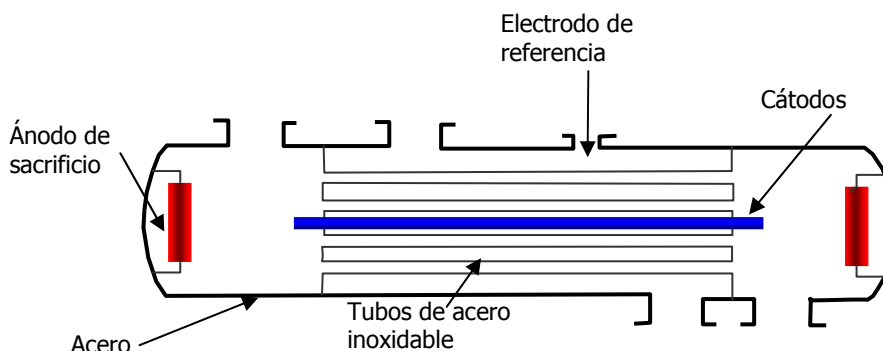 Electrodo de
referencia
Cátodos
Ánodo de
sacrificio
Tubos de acero
inoxidable
Acero